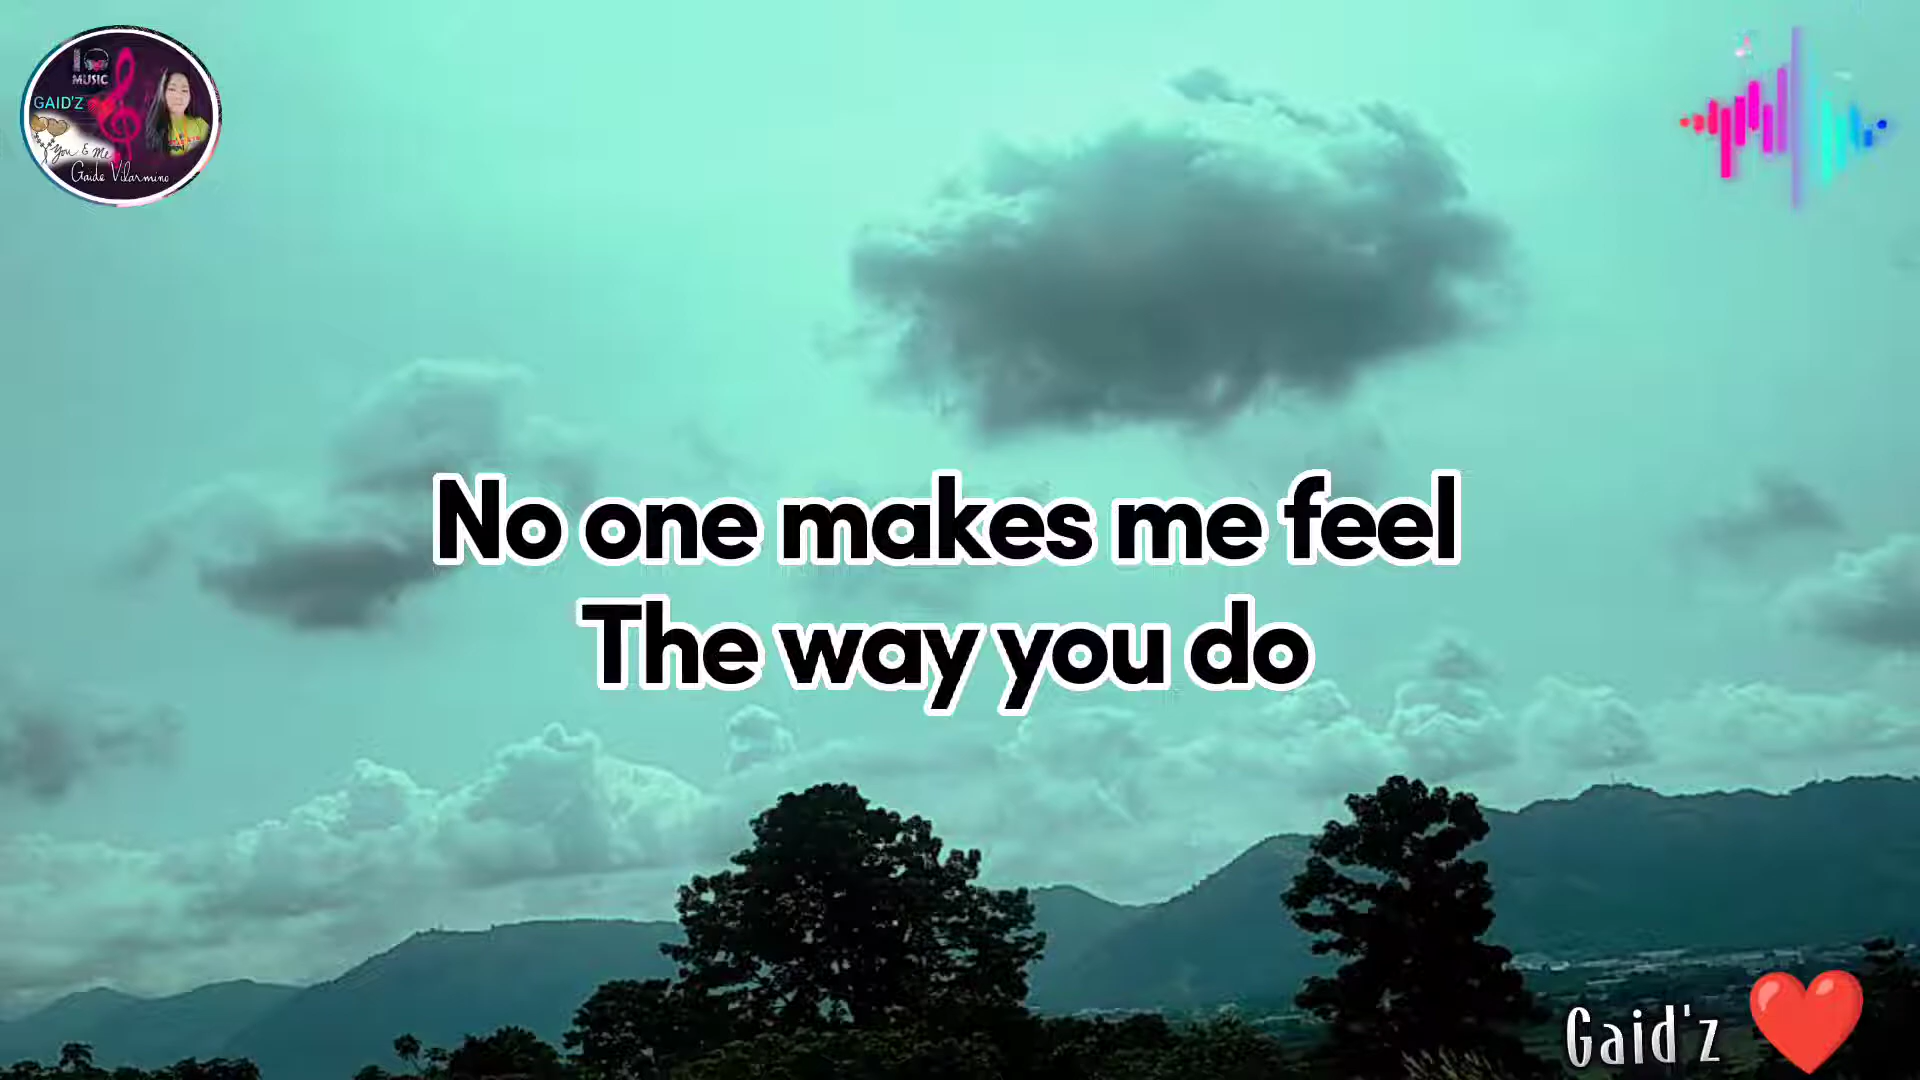 I
MUSIC
GAID'Z
You & Me
Gaide Vilarmino
No one makes me feel
The way you do
Gaid'z